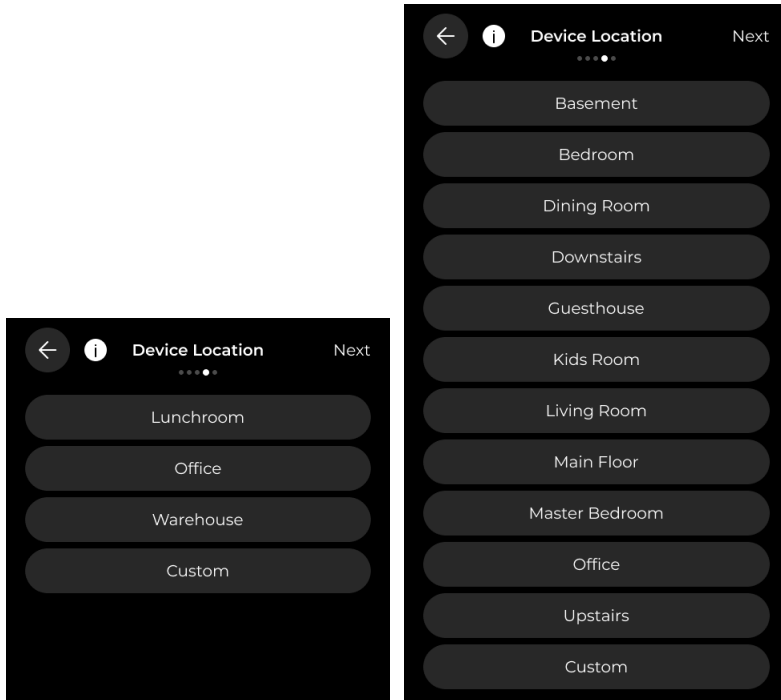 Device Location Next
Lunchroom
Office
Warehouse
Custom
Device Location Next
Basement
Bedroom
Dining Room
Downstairs
Guesthouse
Kids Room
Living Room
Main Floor
Master Bedroom
Office
Upstairs
Custom